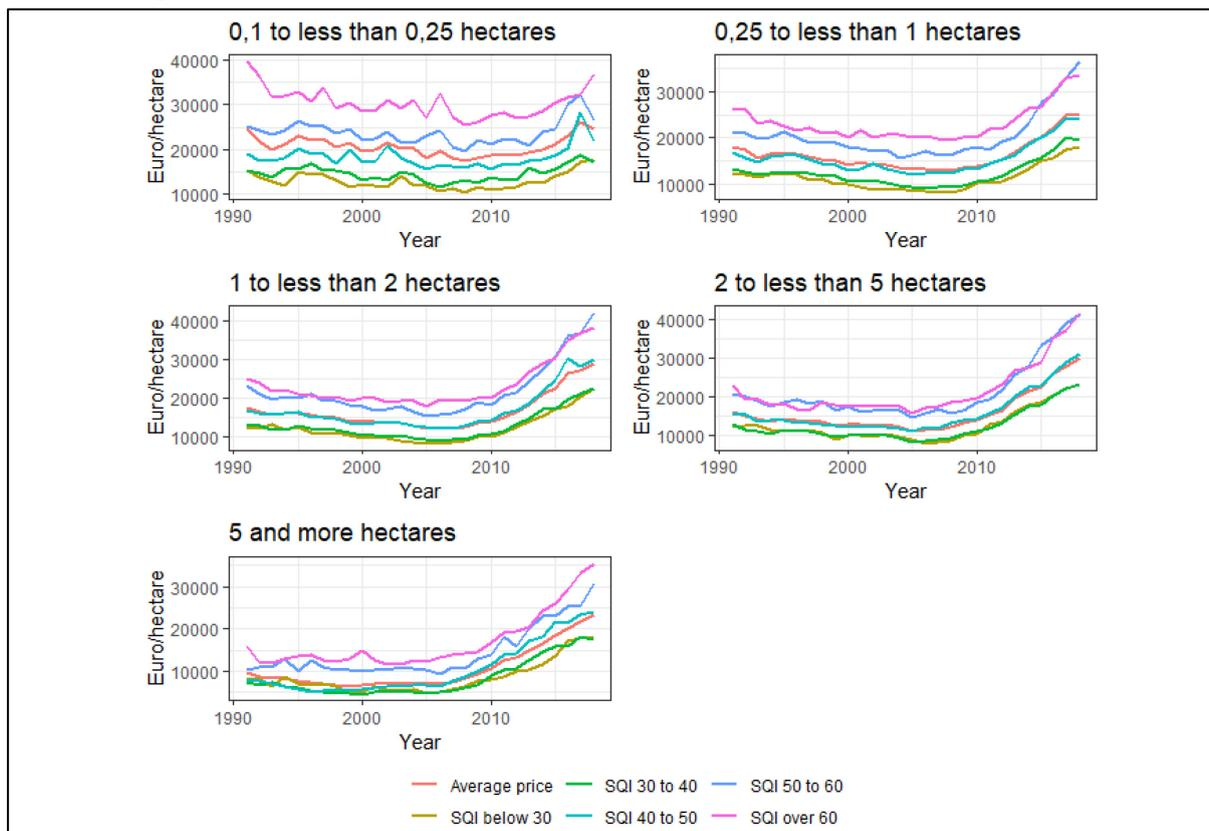 0,1 to less than 0,25 hectares
Euro/hectare
40000
30000
20000
10000
1990
2000
2010
Year
0,25 to less than 1 hectares
Euro/hectare
30000
20000
10000
1990
2000
2010
Year
1 to less than 2 hectares
Euro/hectare
40000
30000
20000
10000
1990
2000
2010
Year
2 to less than 5 hectares
Euro/hectare
40000
30000
20000
10000
1990
2000
2010
Year
5 and more hectares
Euro/hectare
30000
20000
10000
1990
2000
2010
Year
Average price
SQI 30 to 40
SQI 50 to 60
SQI below 30
SQI 40 to 50
SQI over 60